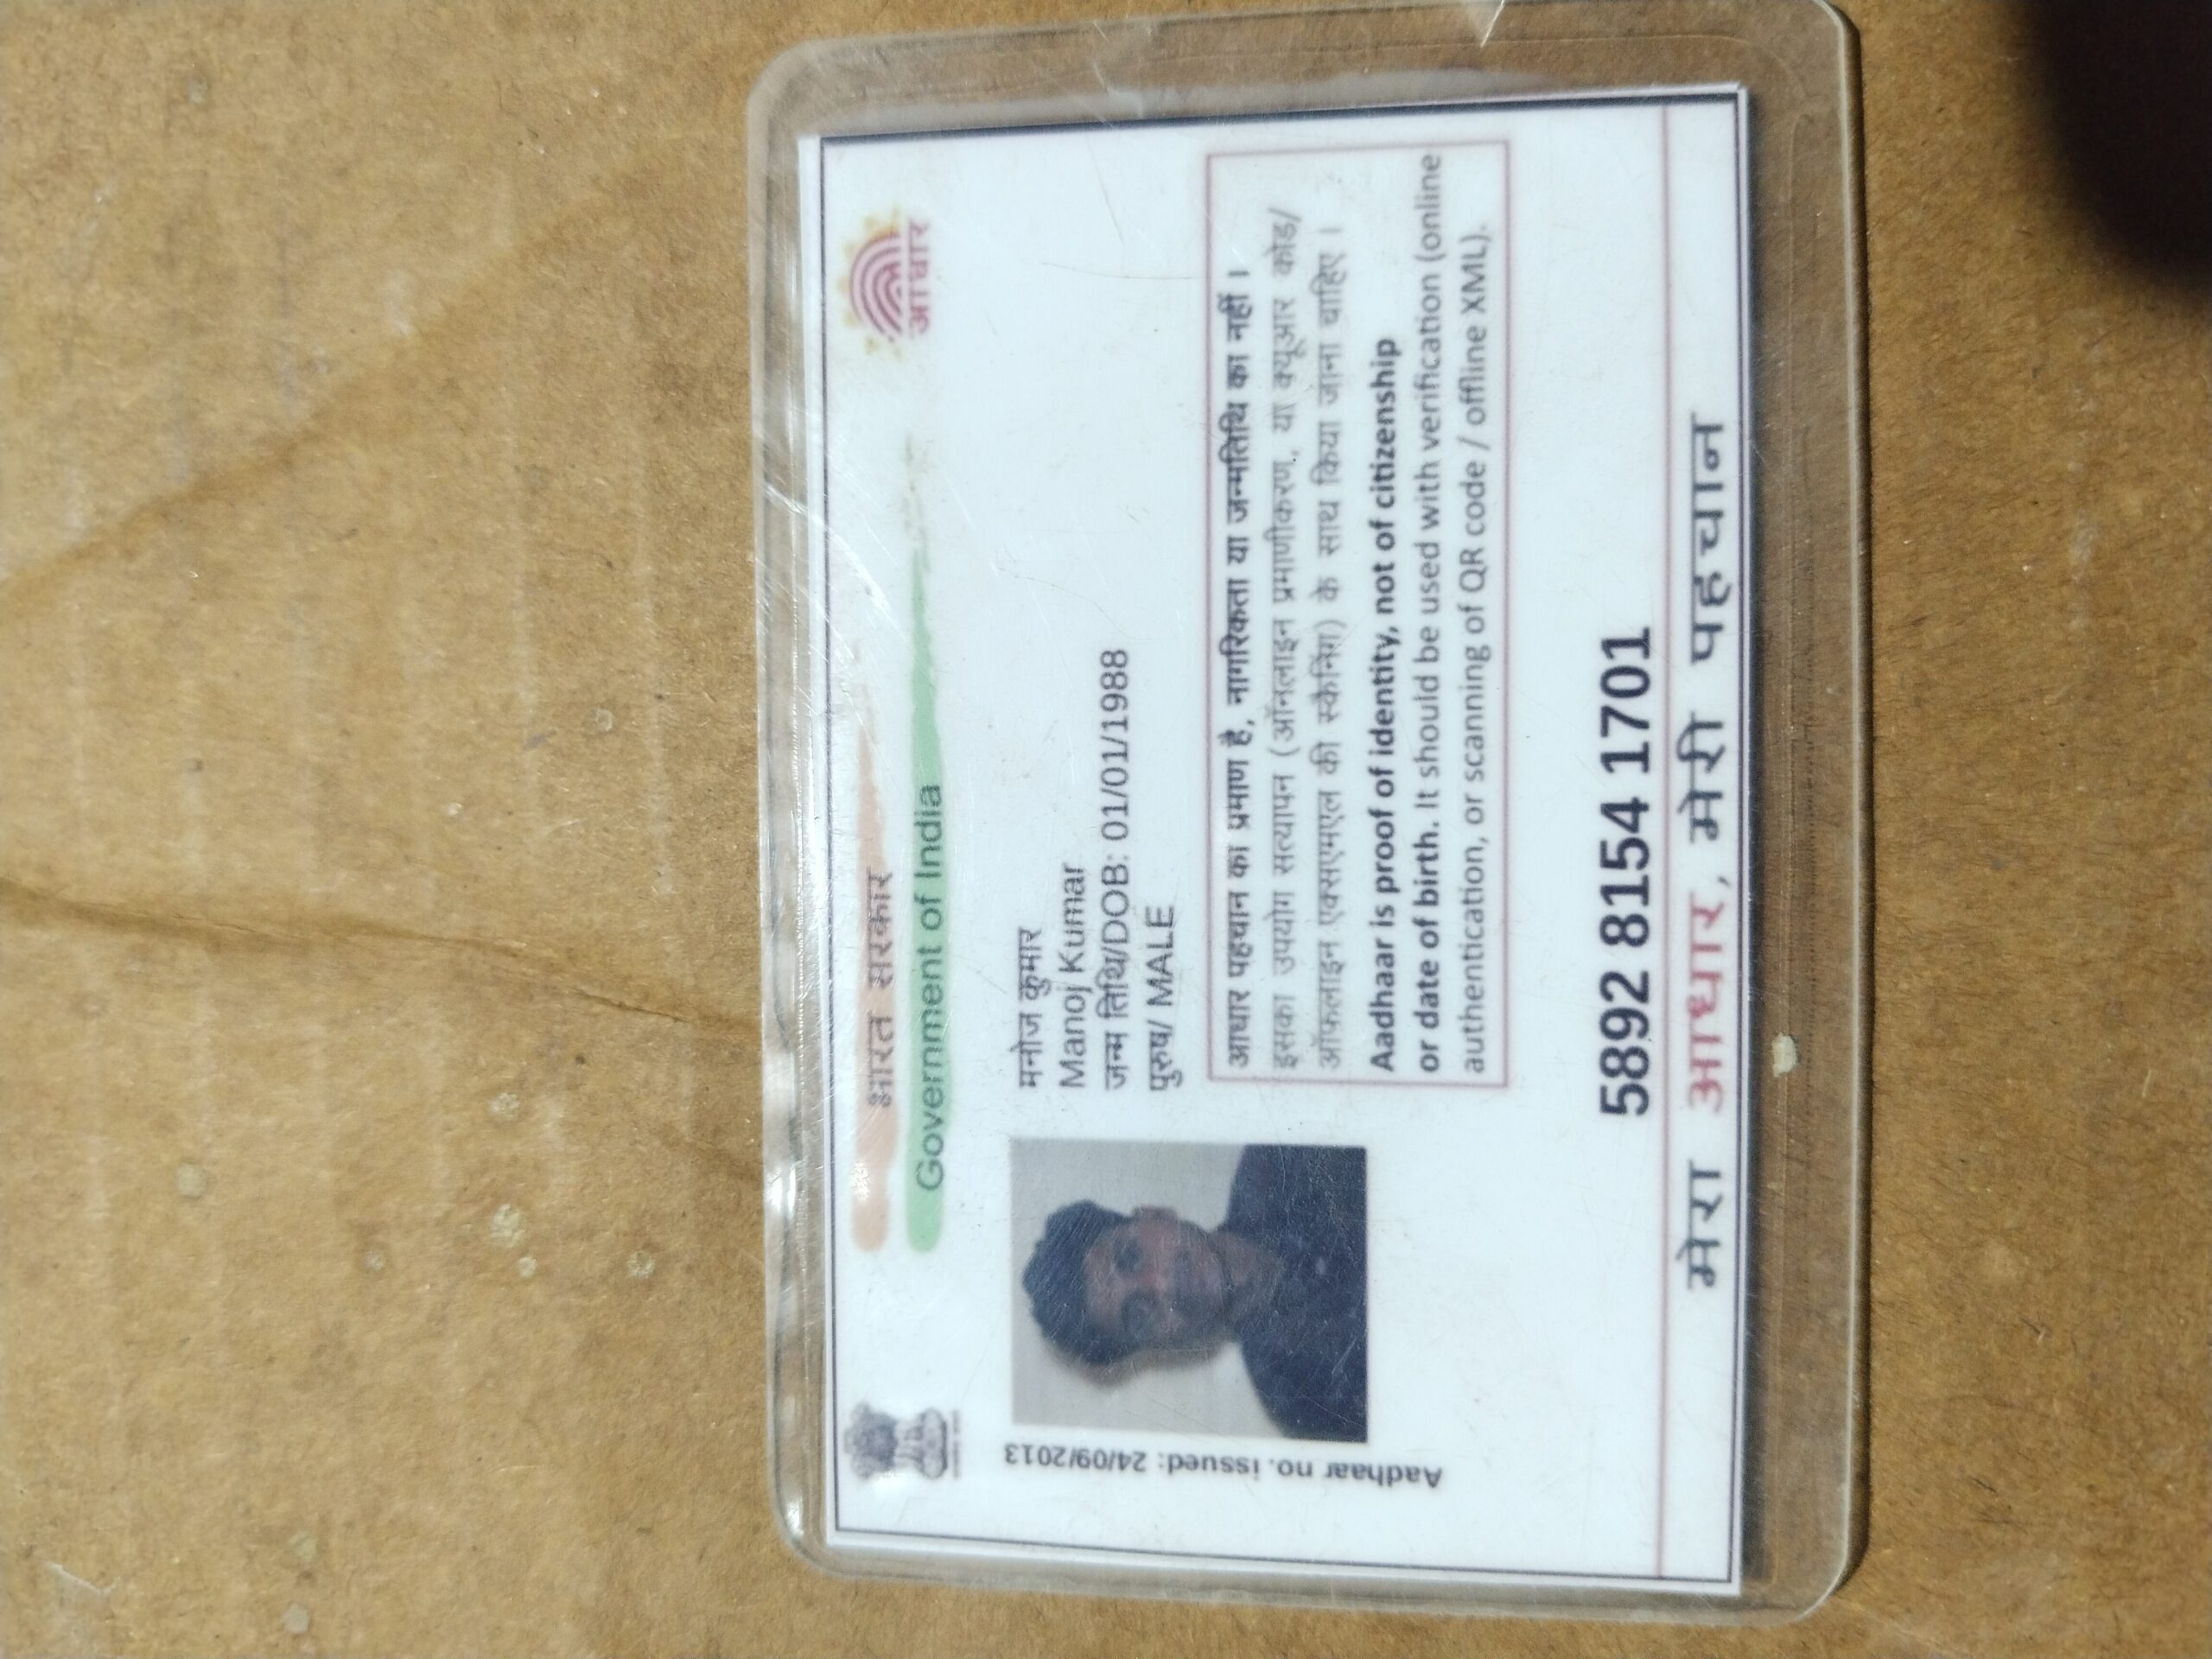 भारत सरकार
Government of India
आधार
Aadhaar no. issued: 24/09/2013
मनोज कुमार
Manoj Kumar
जन्म तिथि/DOB: 01/01/1988
पुरुष/ MALE
आधार पहचान का प्रमाण है, नागरिकता या जन्मतिथि का नहीं ।
इसका उपयोग सत्यापन (ऑनलाइन प्रमाणीकरण, या क्यूआर कोड/
ऑफलाइन एक्सएमएल की स्कैनिंग) के साथ किया जाना चाहिए ।
Aadhaar is proof of identity, not of citizenship
or date of birth. It should be used with verification (online
authentication, or scanning of QR code / offline XML).
5892 8154 1701
मेरा आधार, मेरी पहचान